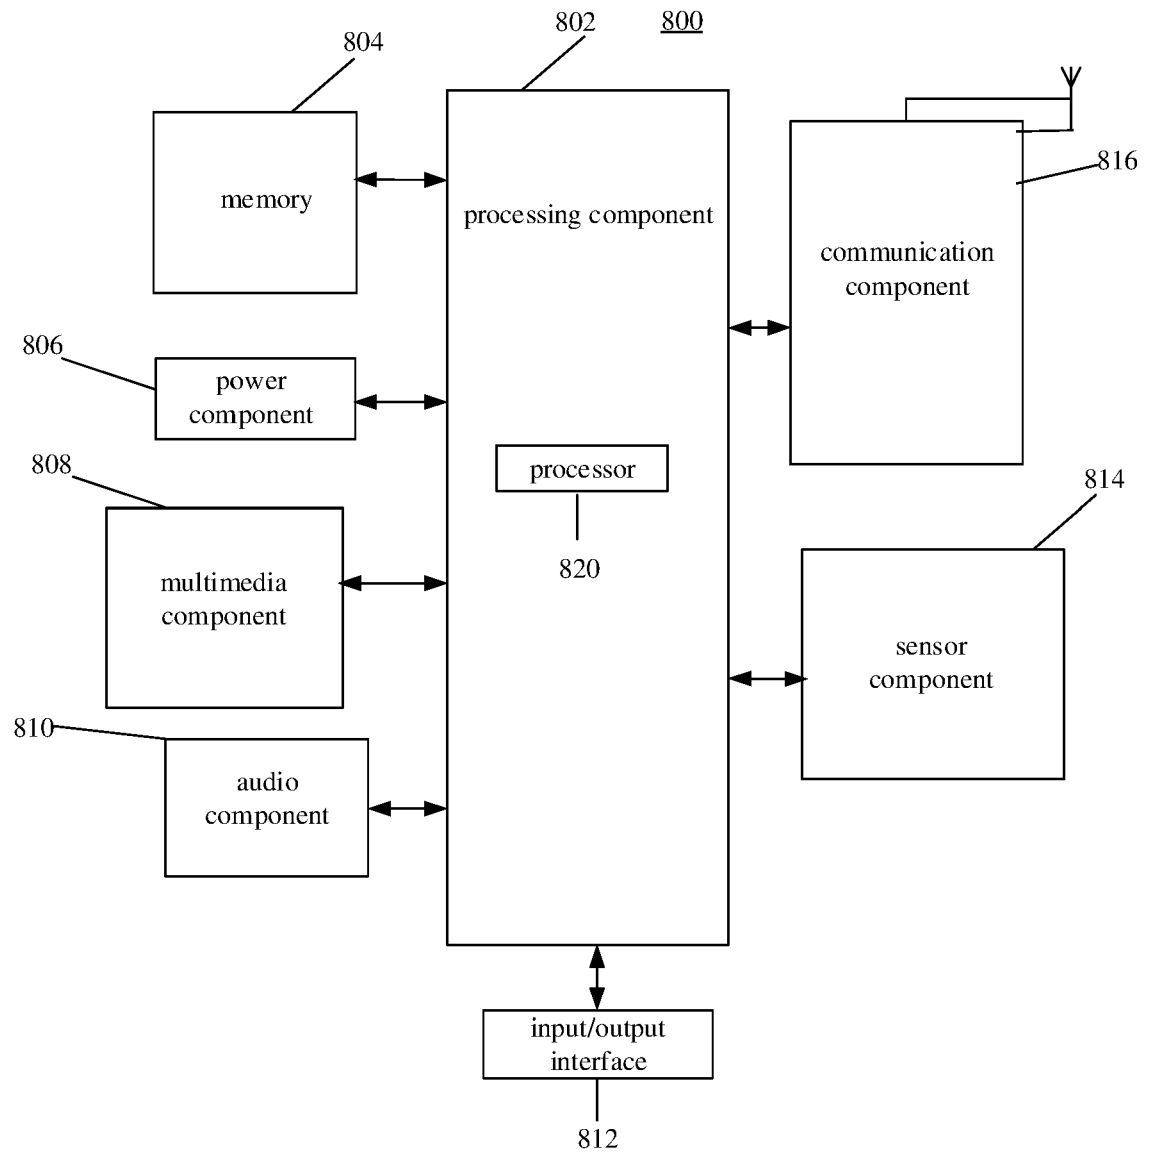 800
802
804
memory
processing component
816
communication
component
806
power
component
808
processor
820
814
multimedia
component
sensor
component
810
audio
component
input/output
interface
812